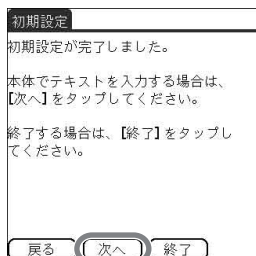 初期設定
初期設定が完了しました。
本体でテキストを入力する場合は、
【次へ】をタップしてください。
終了する場合は、【終了】をタップし
てください。
戻る 次へ 終了